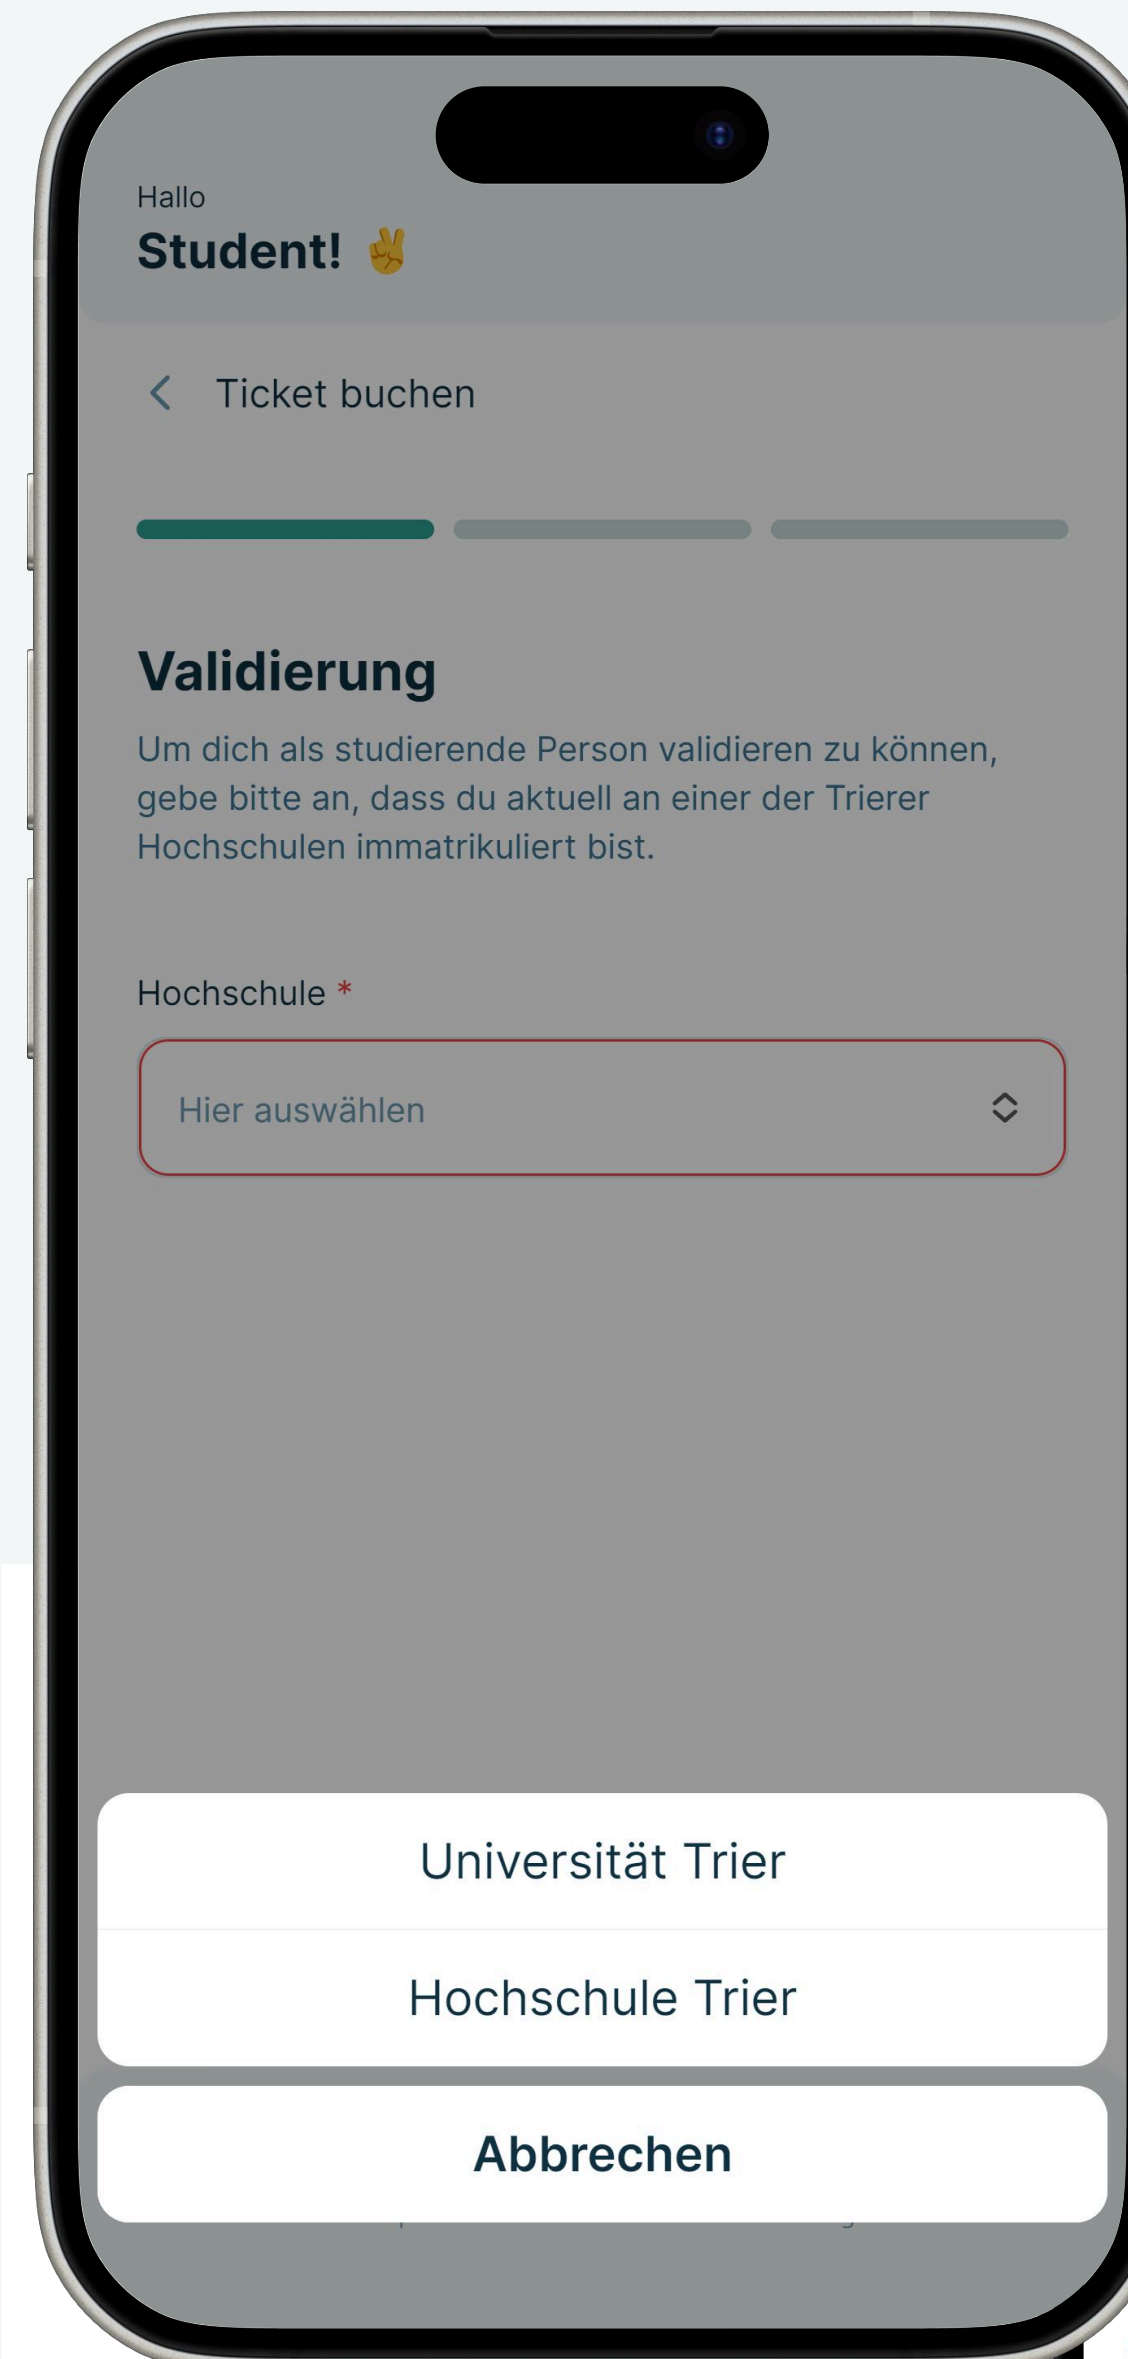 Hallo
Student! ✌️
Ticket buchen
Validierung
Um dich als studierende Person validieren zu können,
gebe bitte an, dass du aktuell an einer der Trierer
Hochschulen immatrikuliert bist.
Hochschule *
Hier auswählen
Universität Trier
Hochschule Trier
Abbrechen